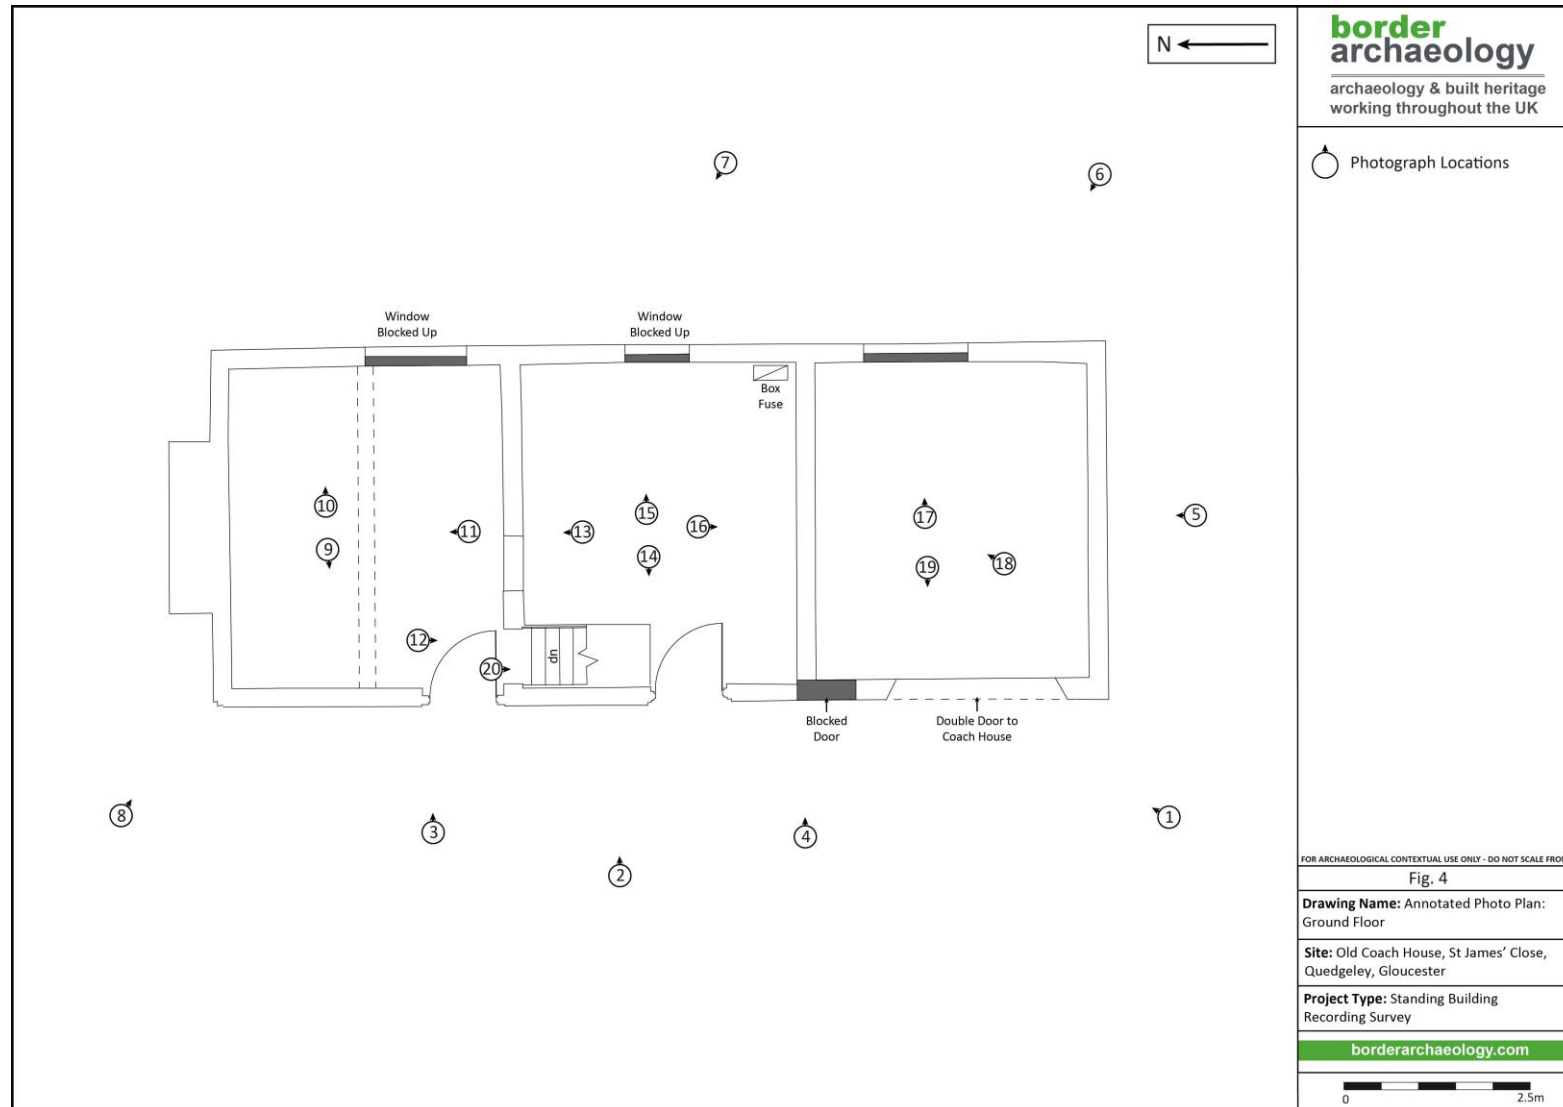 N
border
archaeology
archaeology & built heritage
working throughout the UK
Photograph Locations
7
6
Window
Blocked Up
Window
Blocked Up
Box
Fuse
10
9
11
13
15
16
14
17
5
19
18
12
20
up
Blocked
Door
Double Door to
Coach House
8
3
2
4
1
FOR ARCHAEOLOGICAL CONTEXTUAL USE ONLY - DO NOT SCALE FRO
Fig. 4
Drawing Name: Annotated Photo Plan:
Ground Floor
Site: Old Coach House, St James' Close,
Quedgeley, Gloucester
Project Type: Standing Building
Recording Survey
borderarchaeology.com
0 2.5m